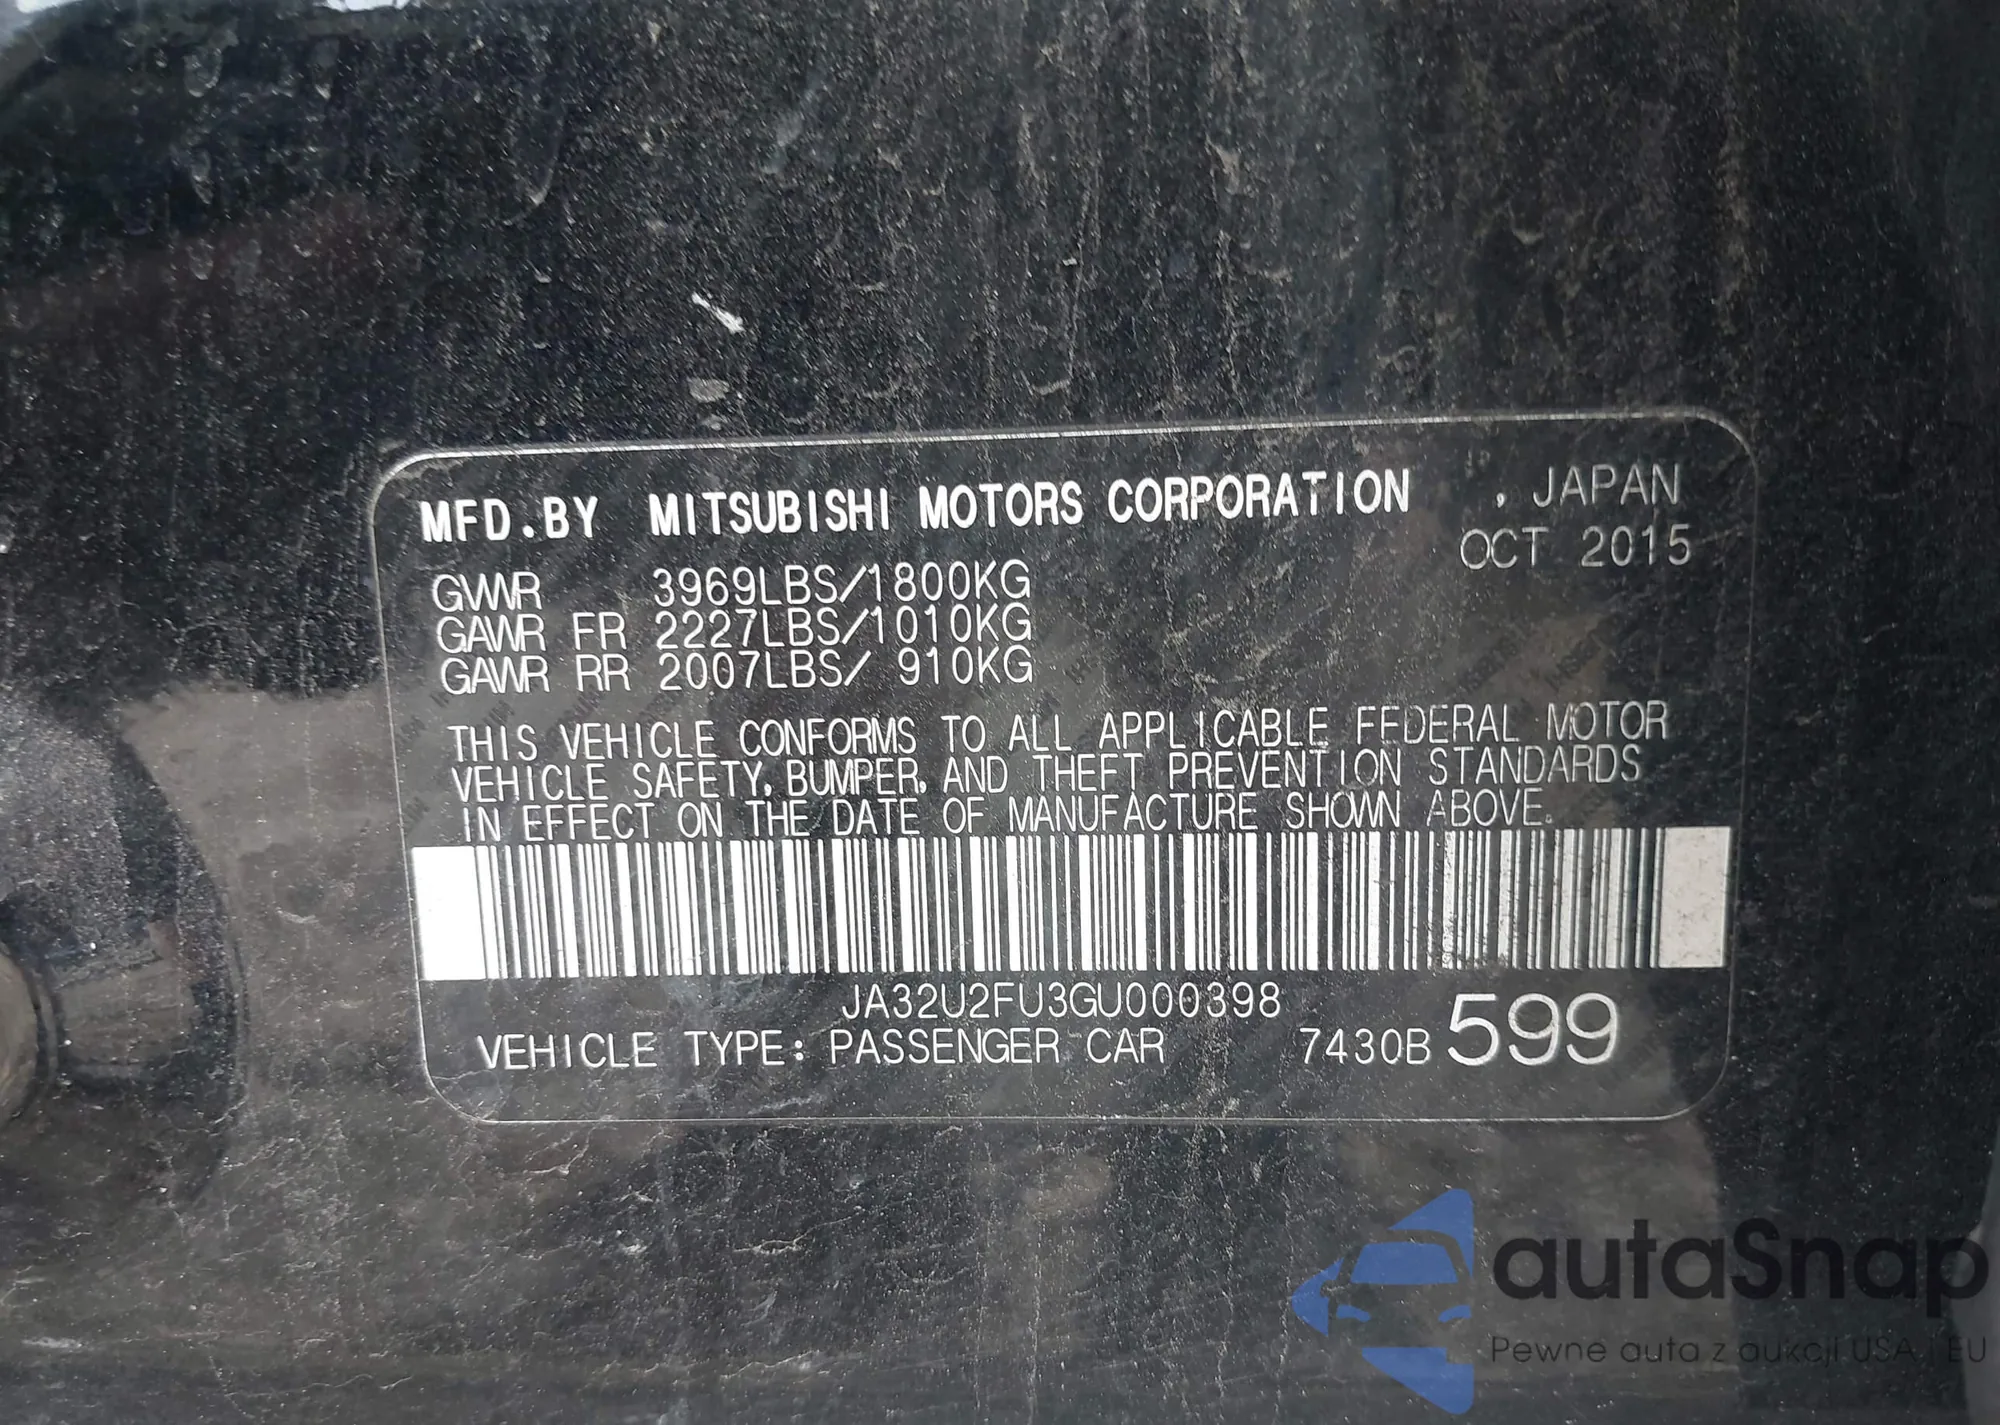 MFD.BY MITSUBISHI MOTORS CORPORATION , JAPAN
OCT 2015
GVWR 3969LBS/1800KG
GAWR FR 2227LBS/1010KG
GAWR RR 2007LBS/ 910KG
THIS VEHICLE CONFORMS TO ALL APPLICABLE FEDERAL MOTOR
VEHICLE SAFETY, BUMPER, AND THEFT PREVENTION STANDARDS
IN EFFECT ON THE DATE OF MANUFACTURE SHOWN ABOVE.
JA32U2FU3GU000398
VEHICLE TYPE: PASSENGER CAR 7430B 599
autaSnap
Pewne auta z aukcji USA i EU